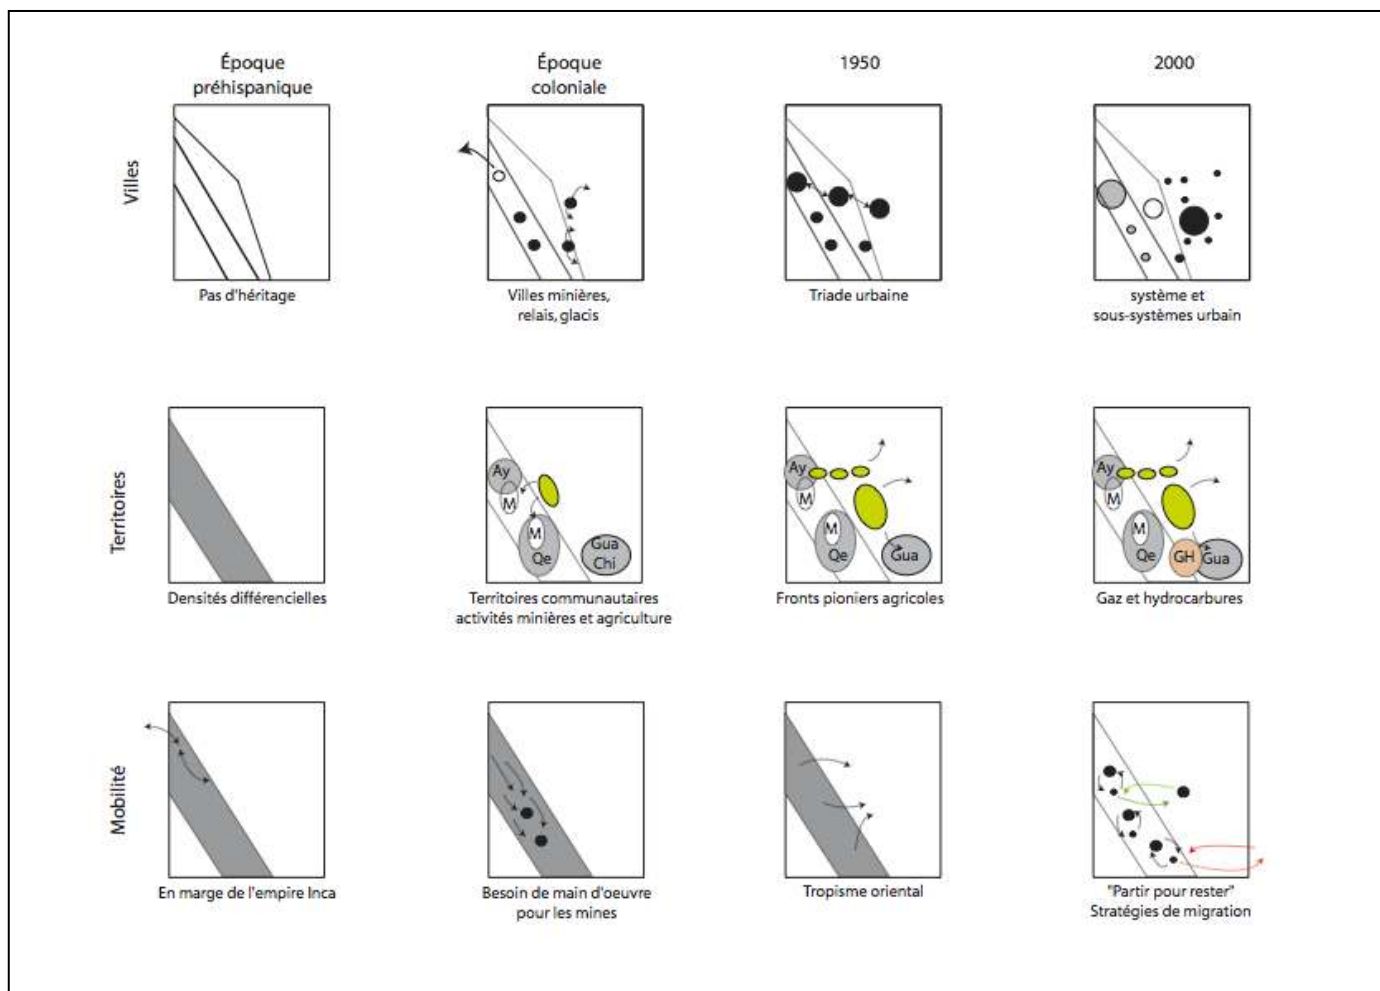 Époque
préhispanique
Époque
coloniale
1950
2000
Villes
Pas d'héritage
Villes minières,
relais, glacis
Triade urbaine
système et
sous-systèmes urbain
Territoires
Densités différencielles
Ay
M
M
Qe
Gua
Chi
Territoires communautaires
activités minières et agriculture
Ay
M
M
Qe
Gua
Fronts pioniers agricoles
Ay
M
M
Qe
GH
Gua
Gaz et hydrocarbures
Mobilité
En marge de l'empire Inca
Besoin de main d'oeuvre
pour les mines
Tropisme oriental
"Partir pour rester"
Stratégies de migration